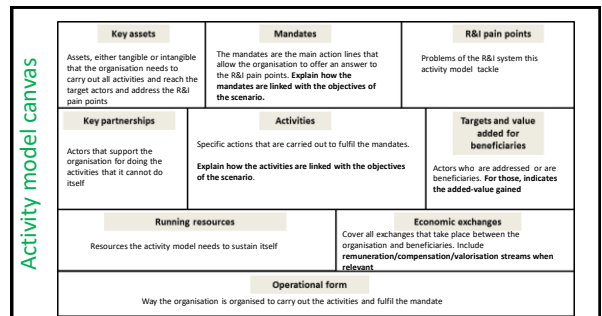 Activity model canvas
Key assets
Assets, either tangible or intangible
that the organisation needs to
carry out all activities and reach the
target actors and address the R&I
pain points
Mandates
The mandates are the main action lines that
allow the organisation to offer an answer to
the R&I pain points. Explain how the
mandates are linked with the objectives of
the scenario.
R&I pain points
Problems of the R&I system this
activity model tackle
Key partnerships
Actors that support the
organisation for doing the
activities that it cannot do
itself
Activities
Specific actions that are carried out to fulfil the mandates.
Explain how the activities are linked with the objectives
of the scenario.
Targets and value
added for
beneficiaries
Actors who are addressed or are
beneficiaries. For those, indicates
the added-value gained
Running resources
Resources the activity model needs to sustain itself
Economic exchanges
Cover all exchanges that take place between the
organisation and beneficiaries. Include
remuneration/compensation/valorisation streams when
relevant
Operational form
Way the organisation is organised to carry out the activities and fulfil the mandate